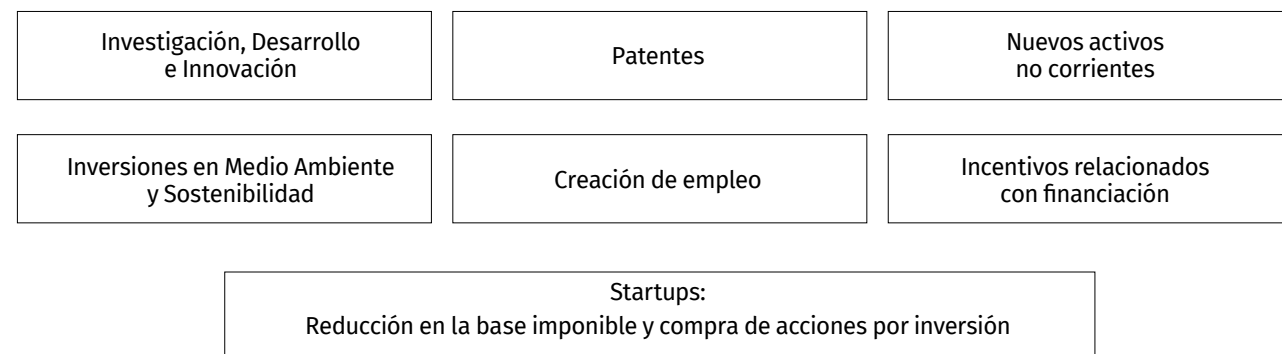 Investigación, Desarrollo
e Innovación
Patentes
Nuevos activos
no corrientes
Inversiones en Medio Ambiente
y Sostenibilidad
Creación de empleo
Incentivos relacionados
con financiación
Startups:
Reducción en la base imponible y compra de acciones por inversión